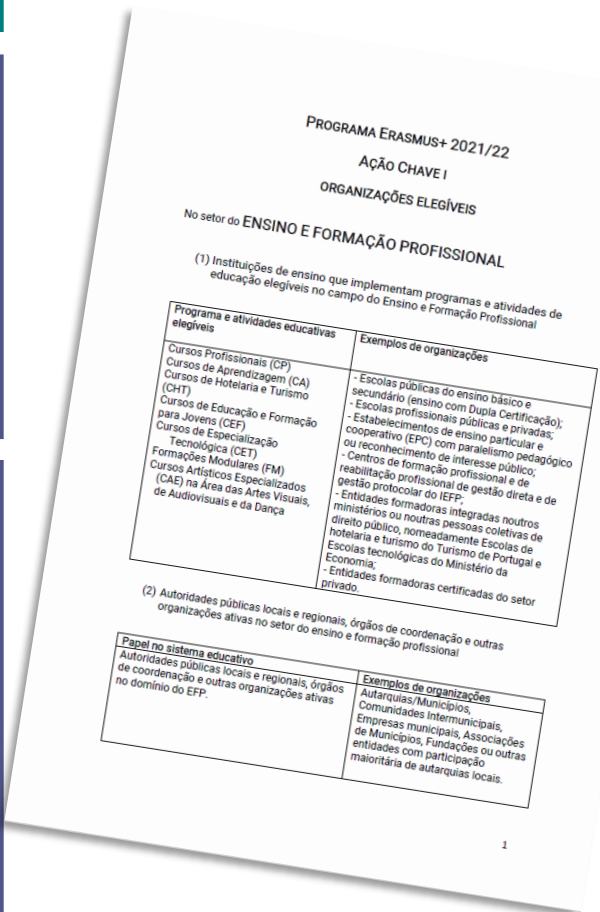 PROGRAMA ERASMUS+ 2021/22
AÇÃO CHAVE I
ORGANIZAÇÕES ELEGÍVEIS
No setor do ENSINO E FORMAÇÃO PROFISSIONAL
(1) Instituições de ensino que implementam programas e atividades de
educação elegíveis no campo do Ensino e Formação Profissional
Programa e atividades educativas
elegíveis
Cursos Profissionais (CP)
Cursos de Aprendizagem (CA)
Cursos de Hotelaria e Turismo
(CHT)
Cursos de Educação e Formação
para Jovens (CEF)
Cursos de Especialização
Tecnológica (CET)
Formações Modulares (FM)
Cursos Artísticos Especializados
(CAE) na Área das Artes Visuais,
de Audiovisuais e da Dança
Exemplos de organizações
- Escolas públicas do ensino básico e
secundário (ensino com Dupla Certificação);
- Escolas profissionais públicas e privadas;
- Estabelecimentos de ensino particular e
cooperativo (EPC) com paralelismo pedagógico
ou reconhecimento de interesse público;
- Centros de formação profissional e de
reabilitação profissional de gestão direta e de
gestão protocolar do IEFP;
- Entidades formadoras integradas noutros
ministérios ou noutras pessoas coletivas de
direito público, nomeadamente Escolas de
hotelaria e turismo do Turismo de Portugal e
Escolas tecnológicas do Ministério da
Economia;
- Entidades formadoras certificadas do setor
privado.
(2) Autoridades públicas locais e regionais, órgãos de coordenação e outras
organizações ativas no setor do ensino e formação profissional
Papel no sistema educativo
Autoridades públicas locais e regionais, órgãos
de coordenação e outras organizações ativas
no domínio do EFP.
Exemplos de organizações
Autarquias/Municípios,
Comunidades Intermunicipais,
Empresas municipais, Associações
de Municípios, Fundações ou outras
entidades com participação
maioritária de autarquias locais.
1